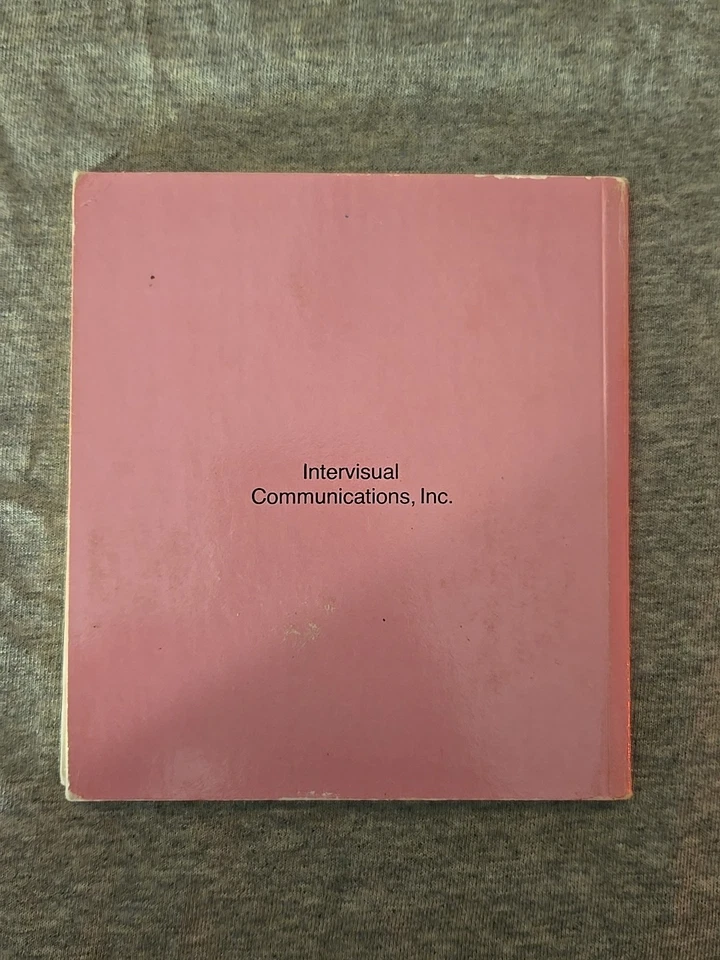 Intervisual
Communications, Inc.